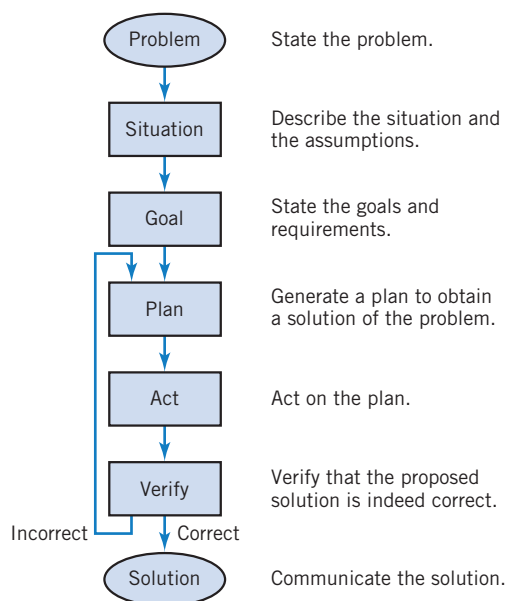 Problem
State the problem.
Situation
Describe the situation and
the assumptions.
Goal
State the goals and
requirements.
Plan
Generate a plan to obtain
a solution of the problem.
Act
Act on the plan.
Verify
Verify that the proposed
solution is indeed correct.
Incorrect
Correct
Solution
Communicate the solution.